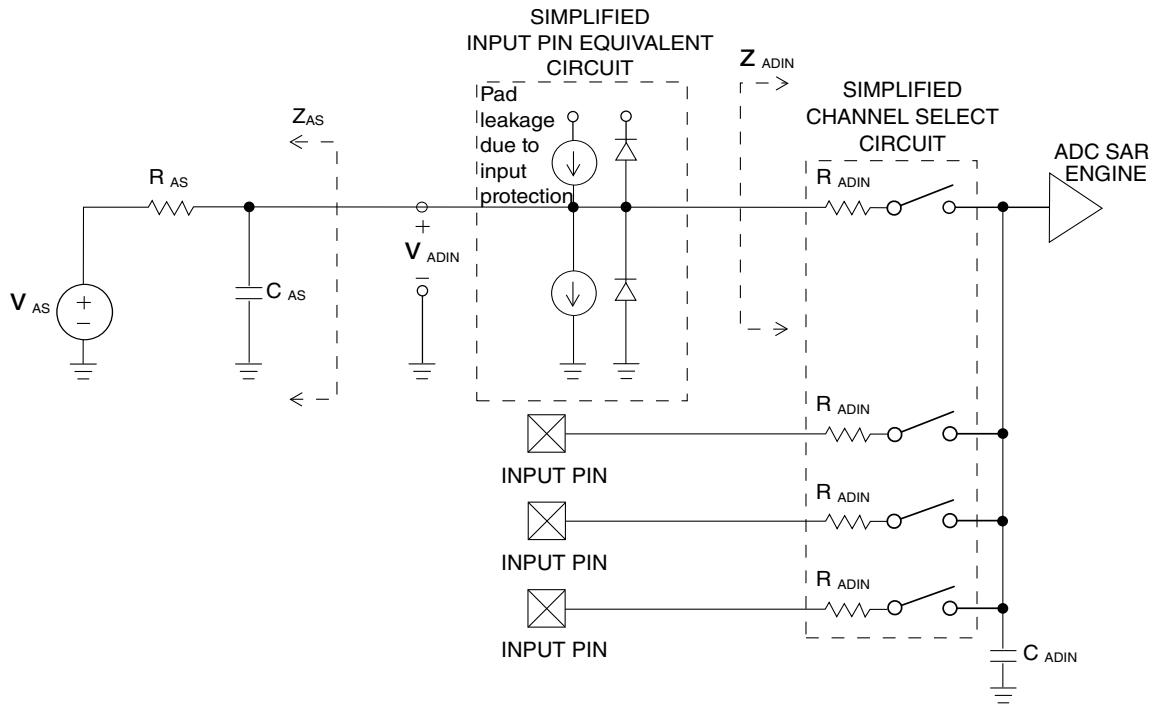 SIMPLIFIED
INPUT PIN EQUIVALENT
CIRCUIT
Z ADIN
SIMPLIFIED
CHANNEL SELECT
CIRCUIT
ADC SAR
ENGINE
Pad
leakage
due to
input
protection
ZAS
R AS
R ADIN
+
V ADIN
–
V AS
+
–
C AS
R ADIN
INPUT PIN
R ADIN
INPUT PIN
R ADIN
INPUT PIN
C ADIN